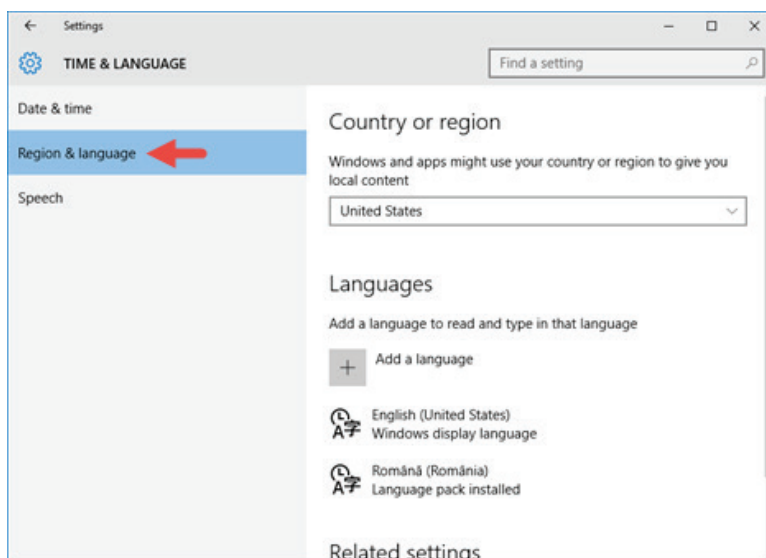 Settings
TIME & LANGUAGE
Find a setting
Date & time
Region & language
Speech
Country or region
Windows and apps might use your country or region to give you
local content
United States
Languages
Add a language to read and type in that language
Add a language
English (United States)
Windows display language
Română (România)
Language pack installed
Related settings